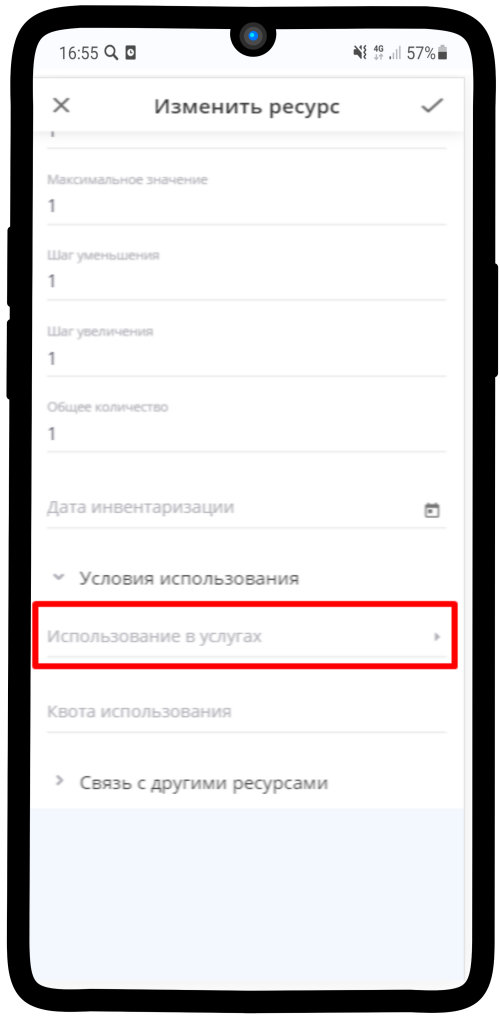 16:55 4G 57%
Изменить ресурс
Максимальное значение
1
Шаг уменьшения
1
Шаг увеличения
1
Общее количество
1
Дата инвентаризации
Условия использования
Использование в услугах
Квота использования
Связь с другими ресурсами